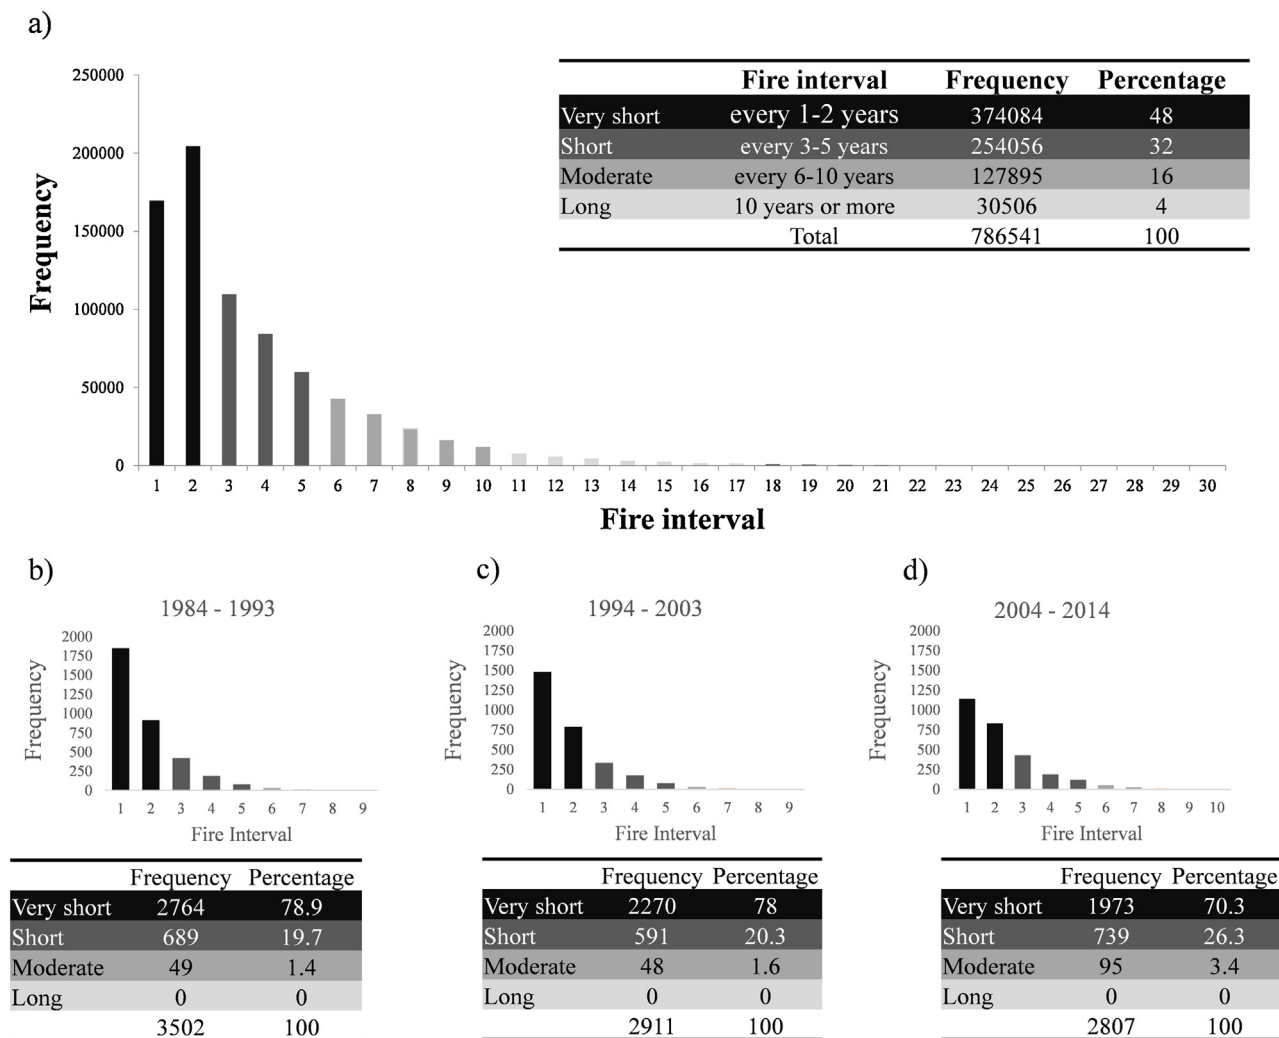 a)
Fire interval Frequency Percentage
Very short every 1-2 years 374084 48
Short every 3-5 years 254056 32
Moderate every 6-10 years 127895 16
Long 10 years or more 30506 4
Total 786541 100
Frequency
250000
200000
150000
100000
50000
0
1 2 3 4 5 6 7 8 9 10 11 12 13 14 15 16 17 18 19 20 21 22 23 24 25 26 27 28 29 30
Fire interval
b)
1984 - 1993
Frequency
2000
1750
1500
1250
1000
750
500
250
0
1 2 3 4 5 6 7 8 9
Fire Interval
Frequency Percentage
Very short 2764 78.9
Short 689 19.7
Moderate 49 1.4
Long 0 0
3502 100
c)
1994 - 2003
Frequency
2000
1750
1500
1250
1000
750
500
250
0
1 2 3 4 5 6 7 8 9
Fire Interval
Frequency Percentage
Very short 2270 78
Short 591 20.3
Moderate 48 1.6
Long 0 0
2911 100
d)
2004 - 2014
Frequency
2000
1750
1500
1250
1000
750
500
250
0
1 2 3 4 5 6 7 8 9 10
Fire Interval
Frequency Percentage
Very short 1973 70.3
Short 739 26.3
Moderate 95 3.4
Long 0 0
2807 100